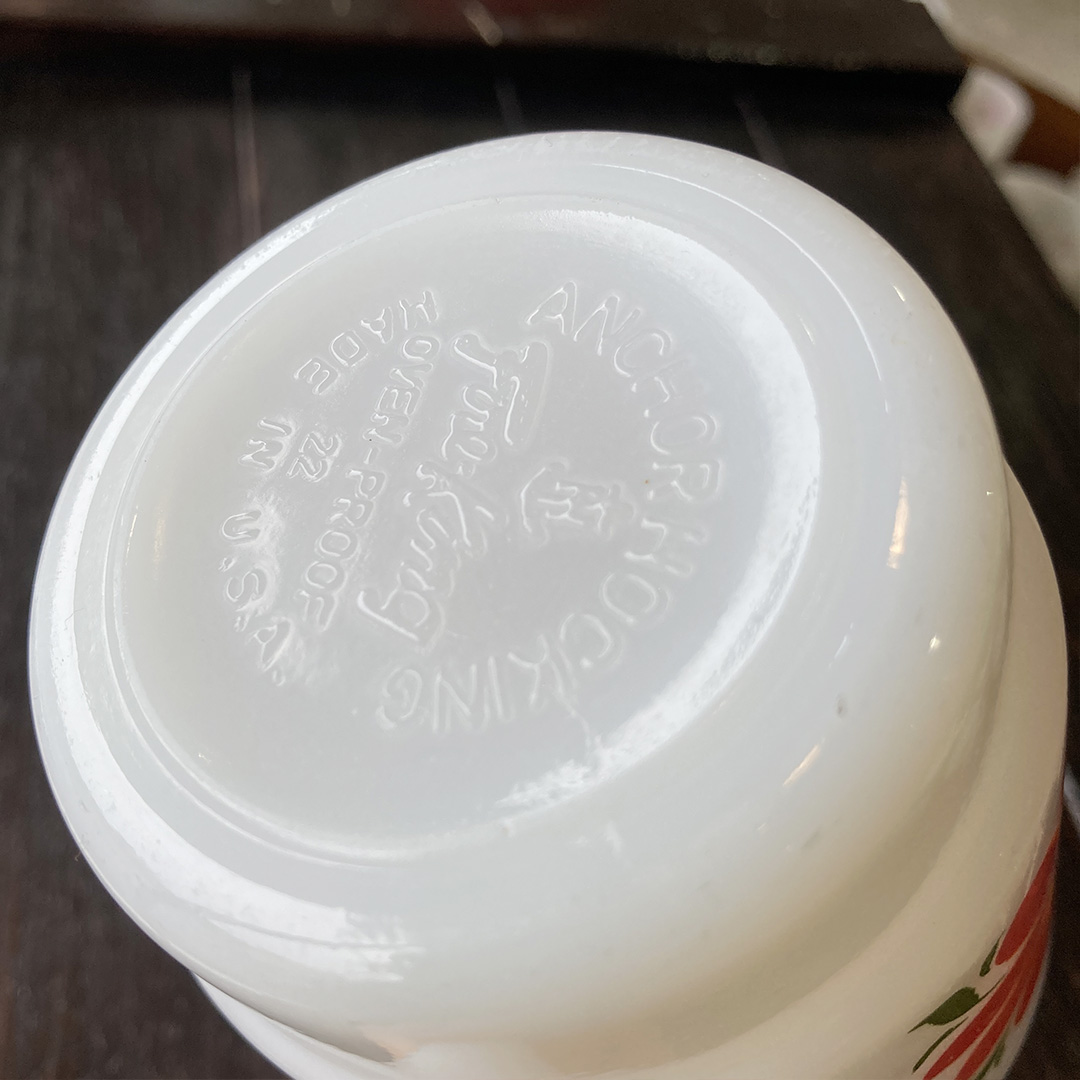 ANCHOR HOCKING
Fire-King
OVEN-PROOF
22
MADE IN U.S.A.